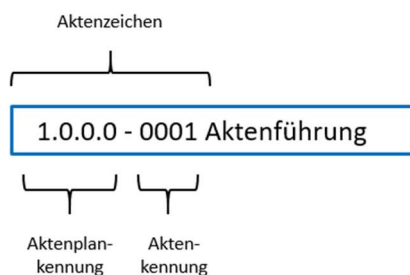 Aktenzeichen
1.0.0.0 - 0001 Aktenführung
Aktenplan-
kennung
Akten-
kennung